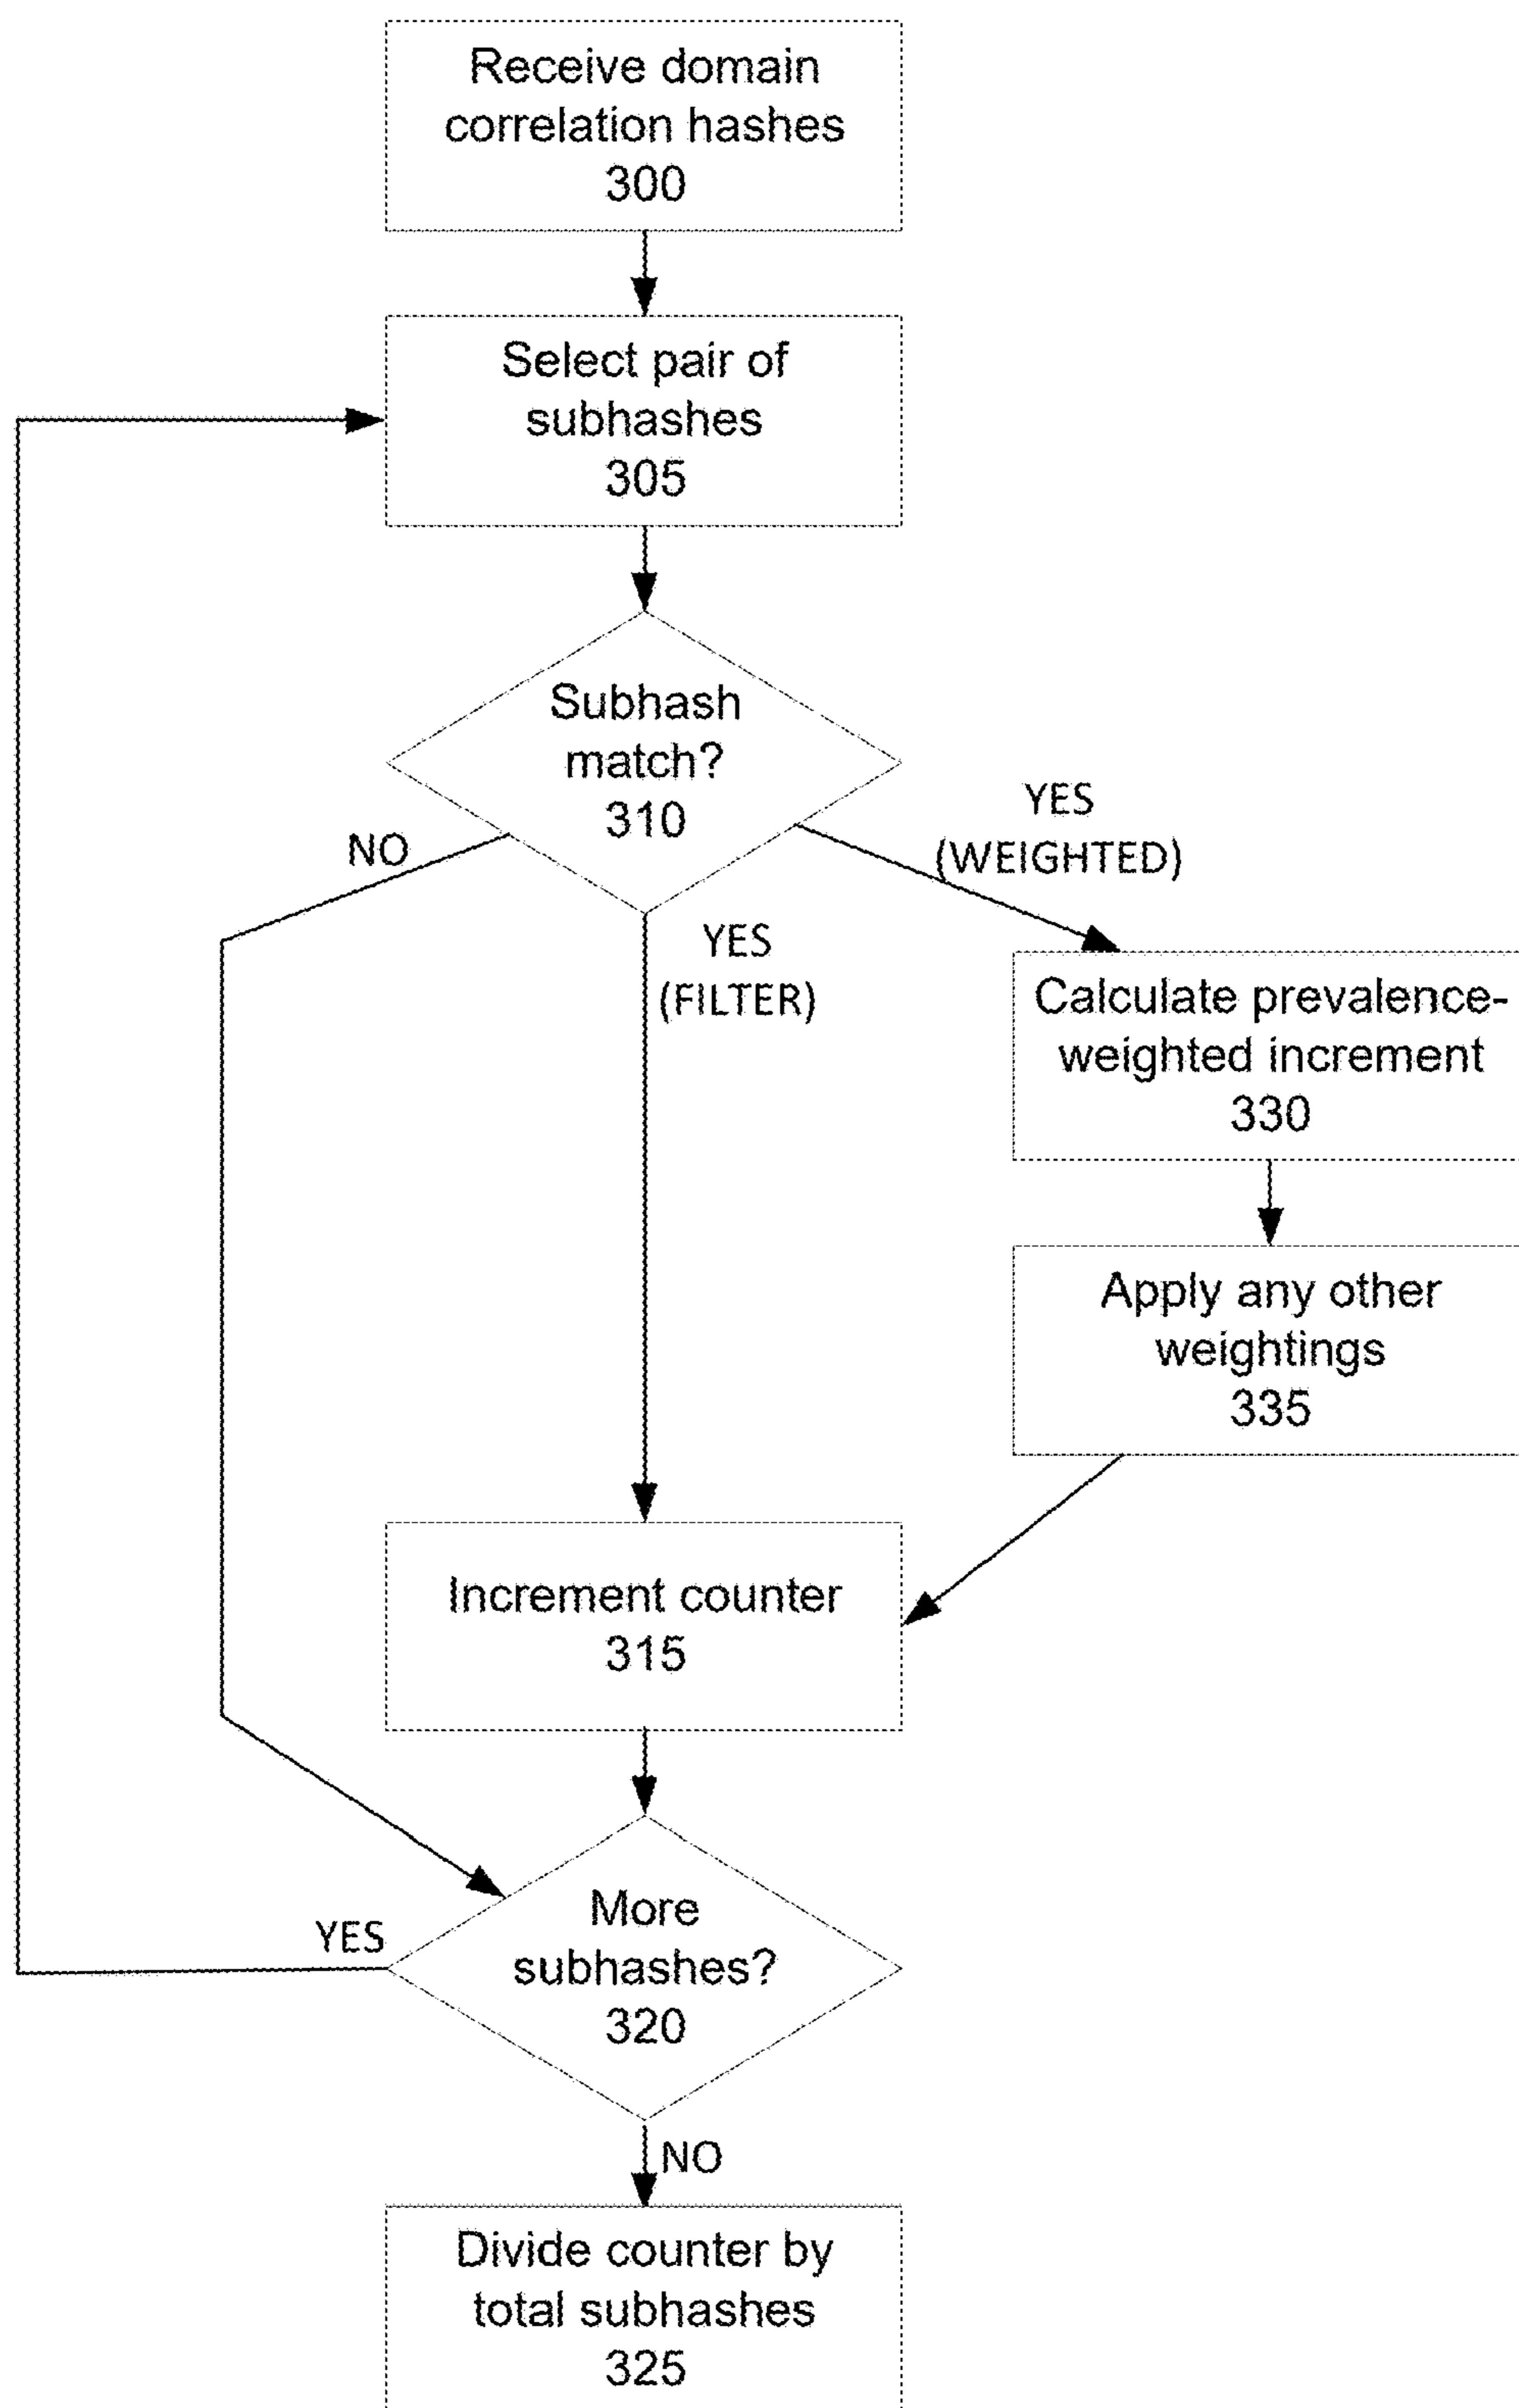 Receive domain
correlation hashes
300
Select pair of
subhashes
305
Subhash
match?
310
NO
YES
(WEIGHTED)
YES
(FILTER)
Calculate prevalence-
weighted increment
330
Apply any other
weightings
335
Increment counter
315
More
subhashes?
320
YES
NO
Divide counter by
total subhashes
325